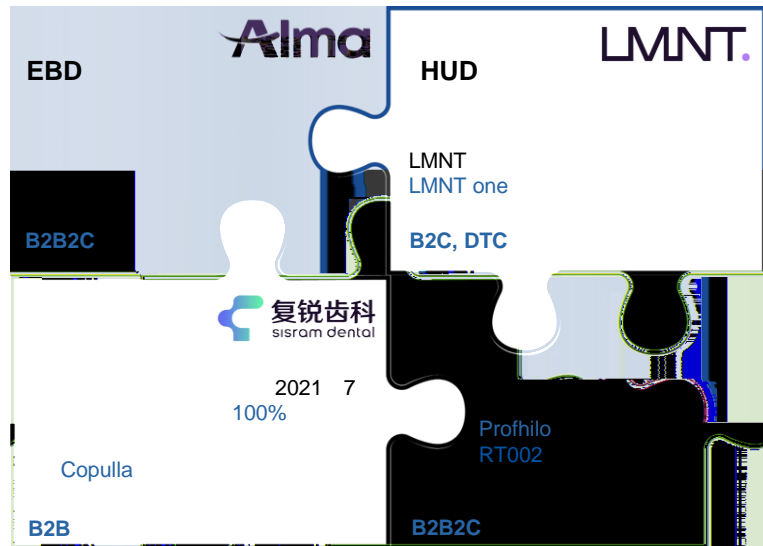 EBD
Alma
B2B2C
HUD
LMNT.
LMNT
LMNT one
B2C, DTC
复锐齿科
sisram dental
2021 7
100%
Copulla
B2B
Profhilo
RT002
B2B2C